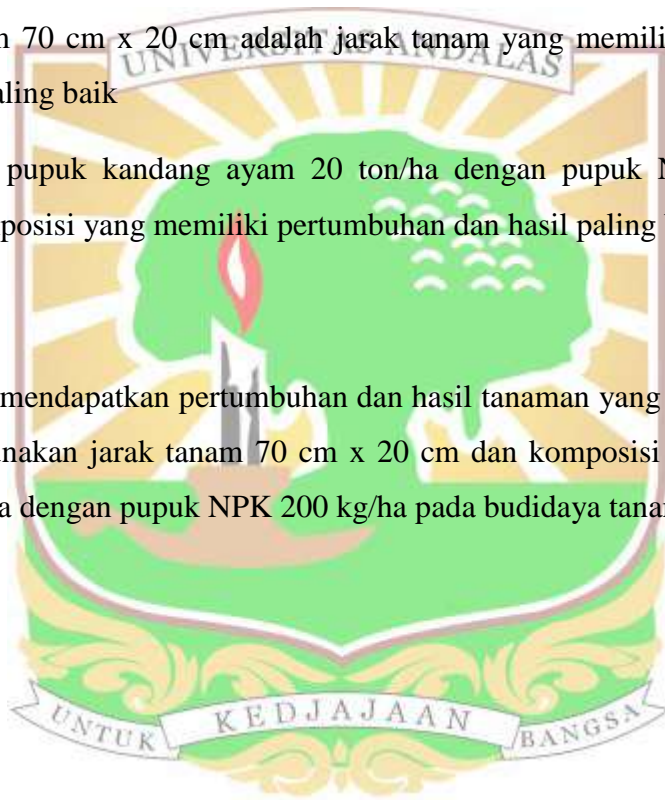 n 70 cm x 20 cm adalah jarak tanam yang memili
UNIVERSITAS ANDALAS
aling baik
pupuk kandang ayam 20 ton/ha dengan pupuk N
posisi yang memiliki pertumbuhan dan hasil paling
mendapatkan pertumbuhan dan hasil tanaman yang
unakan jarak tanam 70 cm x 20 cm dan komposisi
a dengan pupuk NPK 200 kg/ha pada budidaya tanam
UNTUK KEDJAJAAN BANGSA